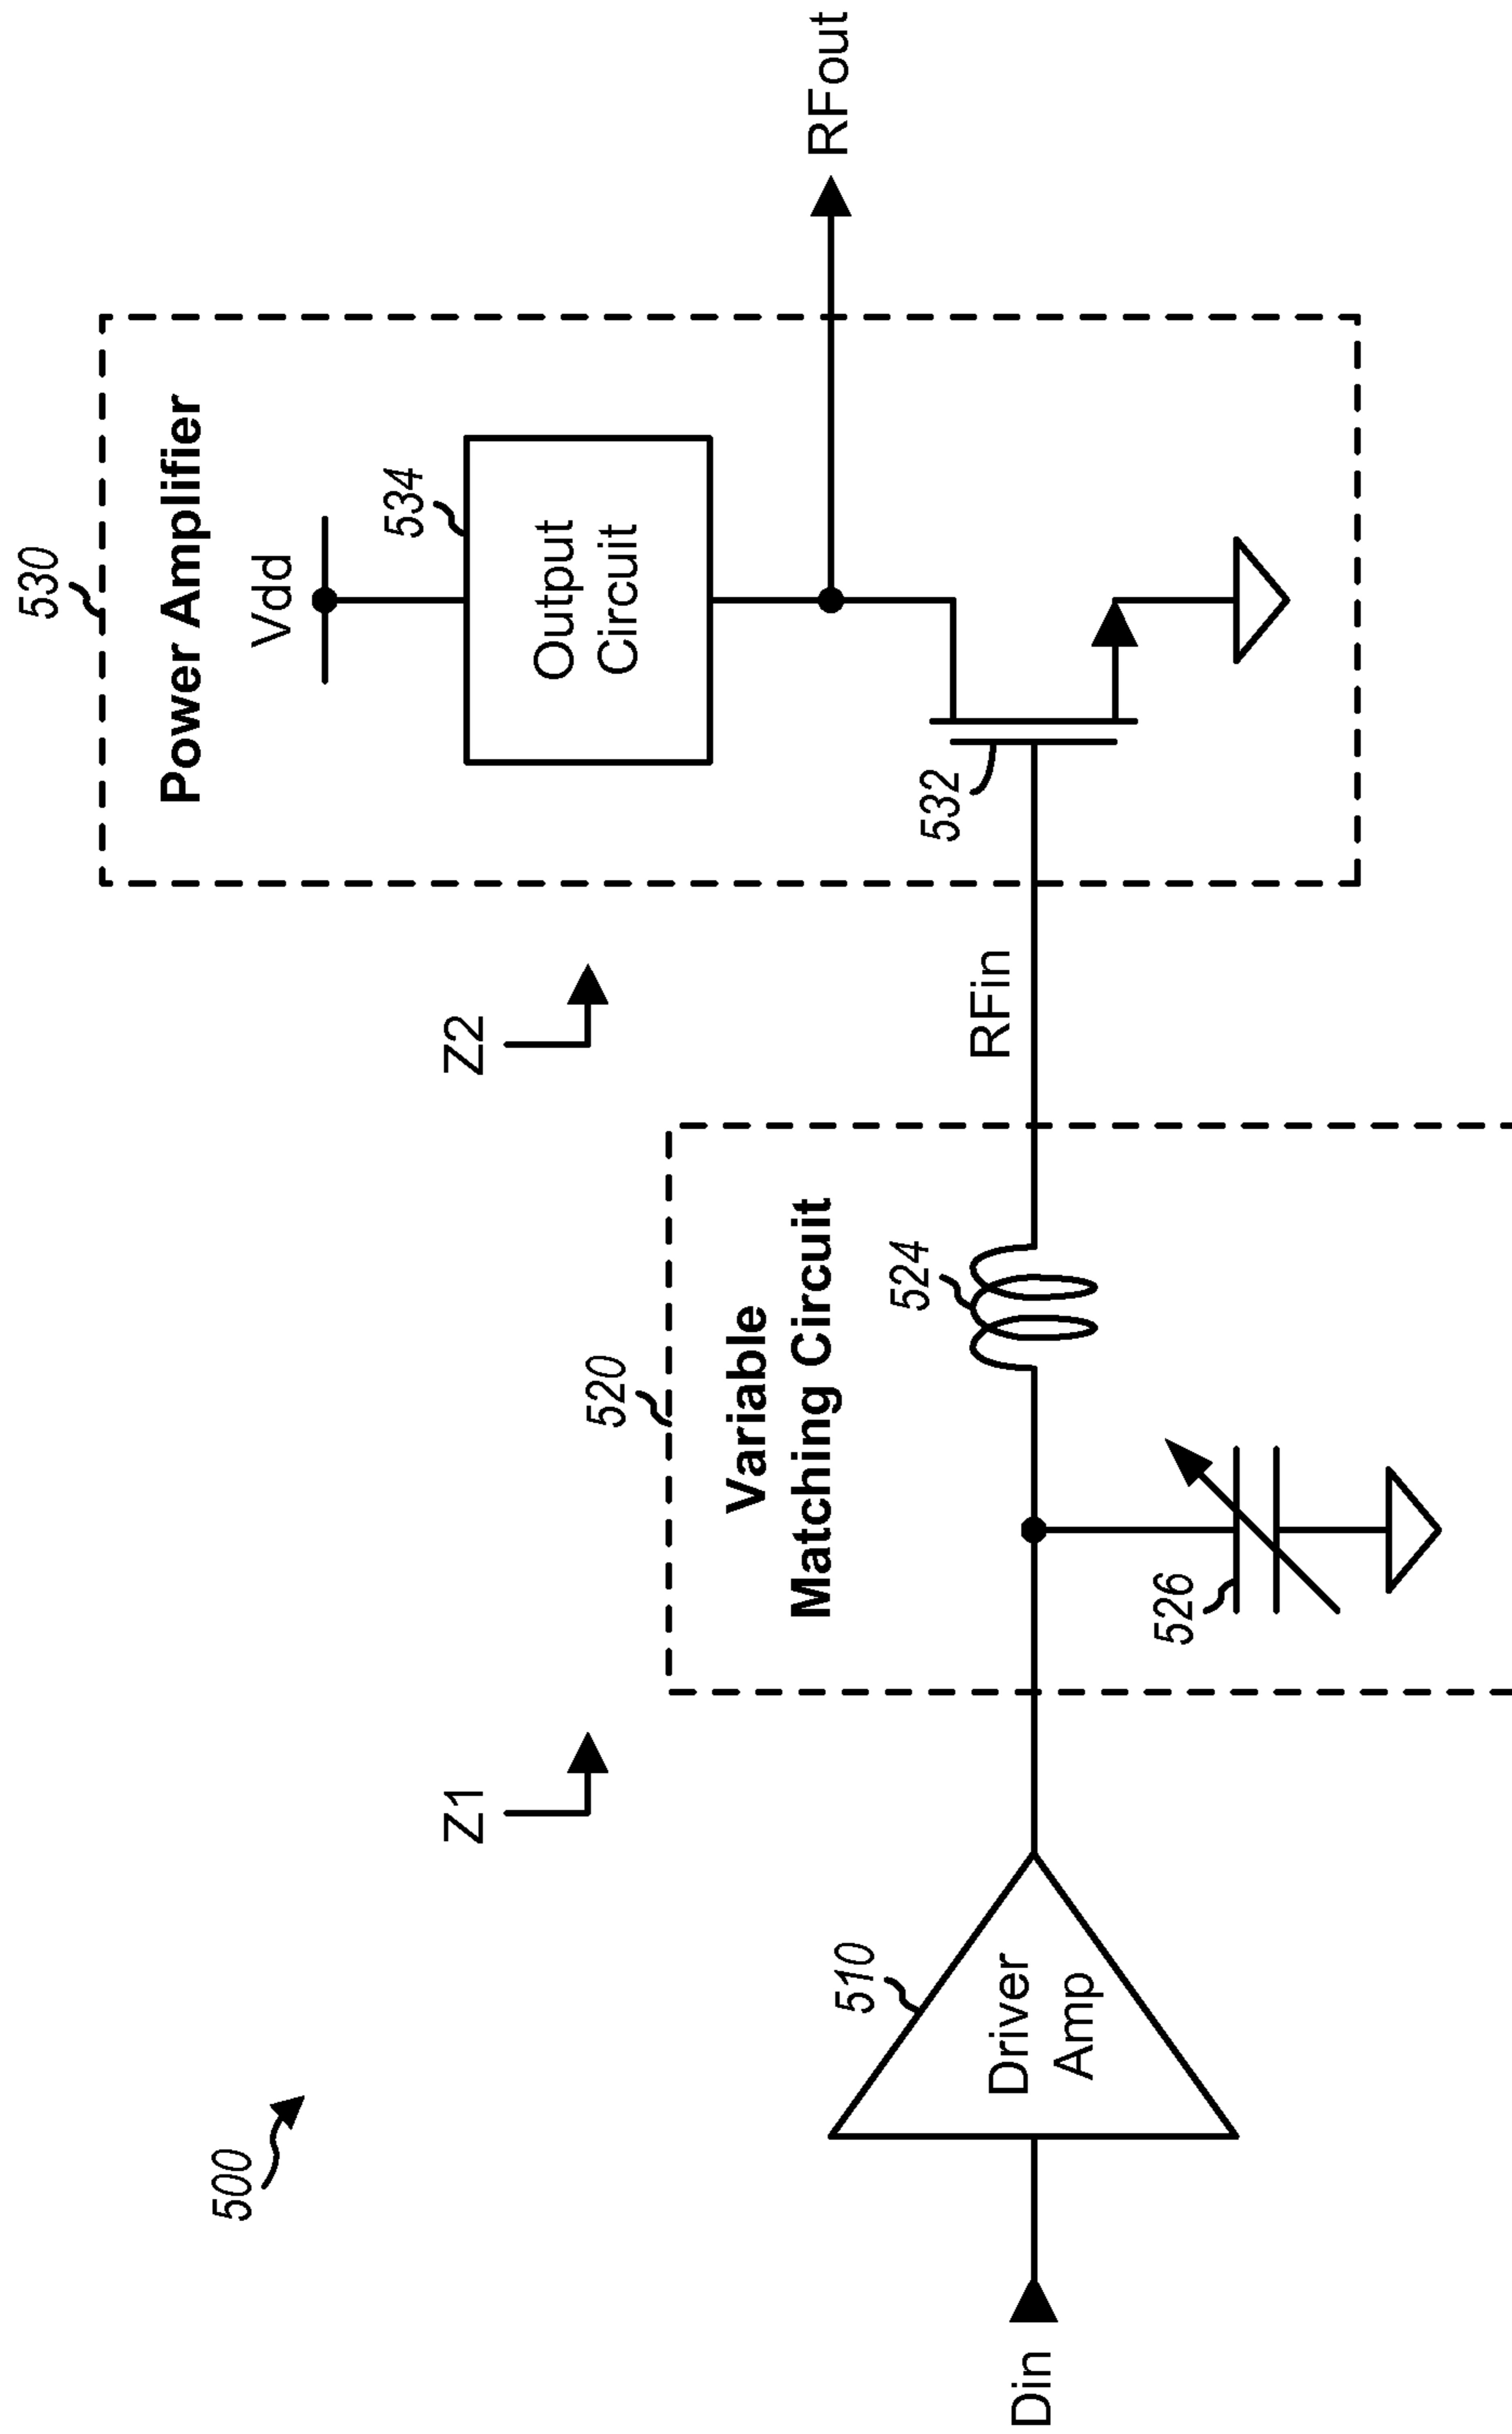 500
530
Power Amplifier
Vdd
534
Output
Circuit
RFout
532
Z1
Z2
520
Variable
Matching Circuit
524
RFin
526
510
Driver
Amp
Din